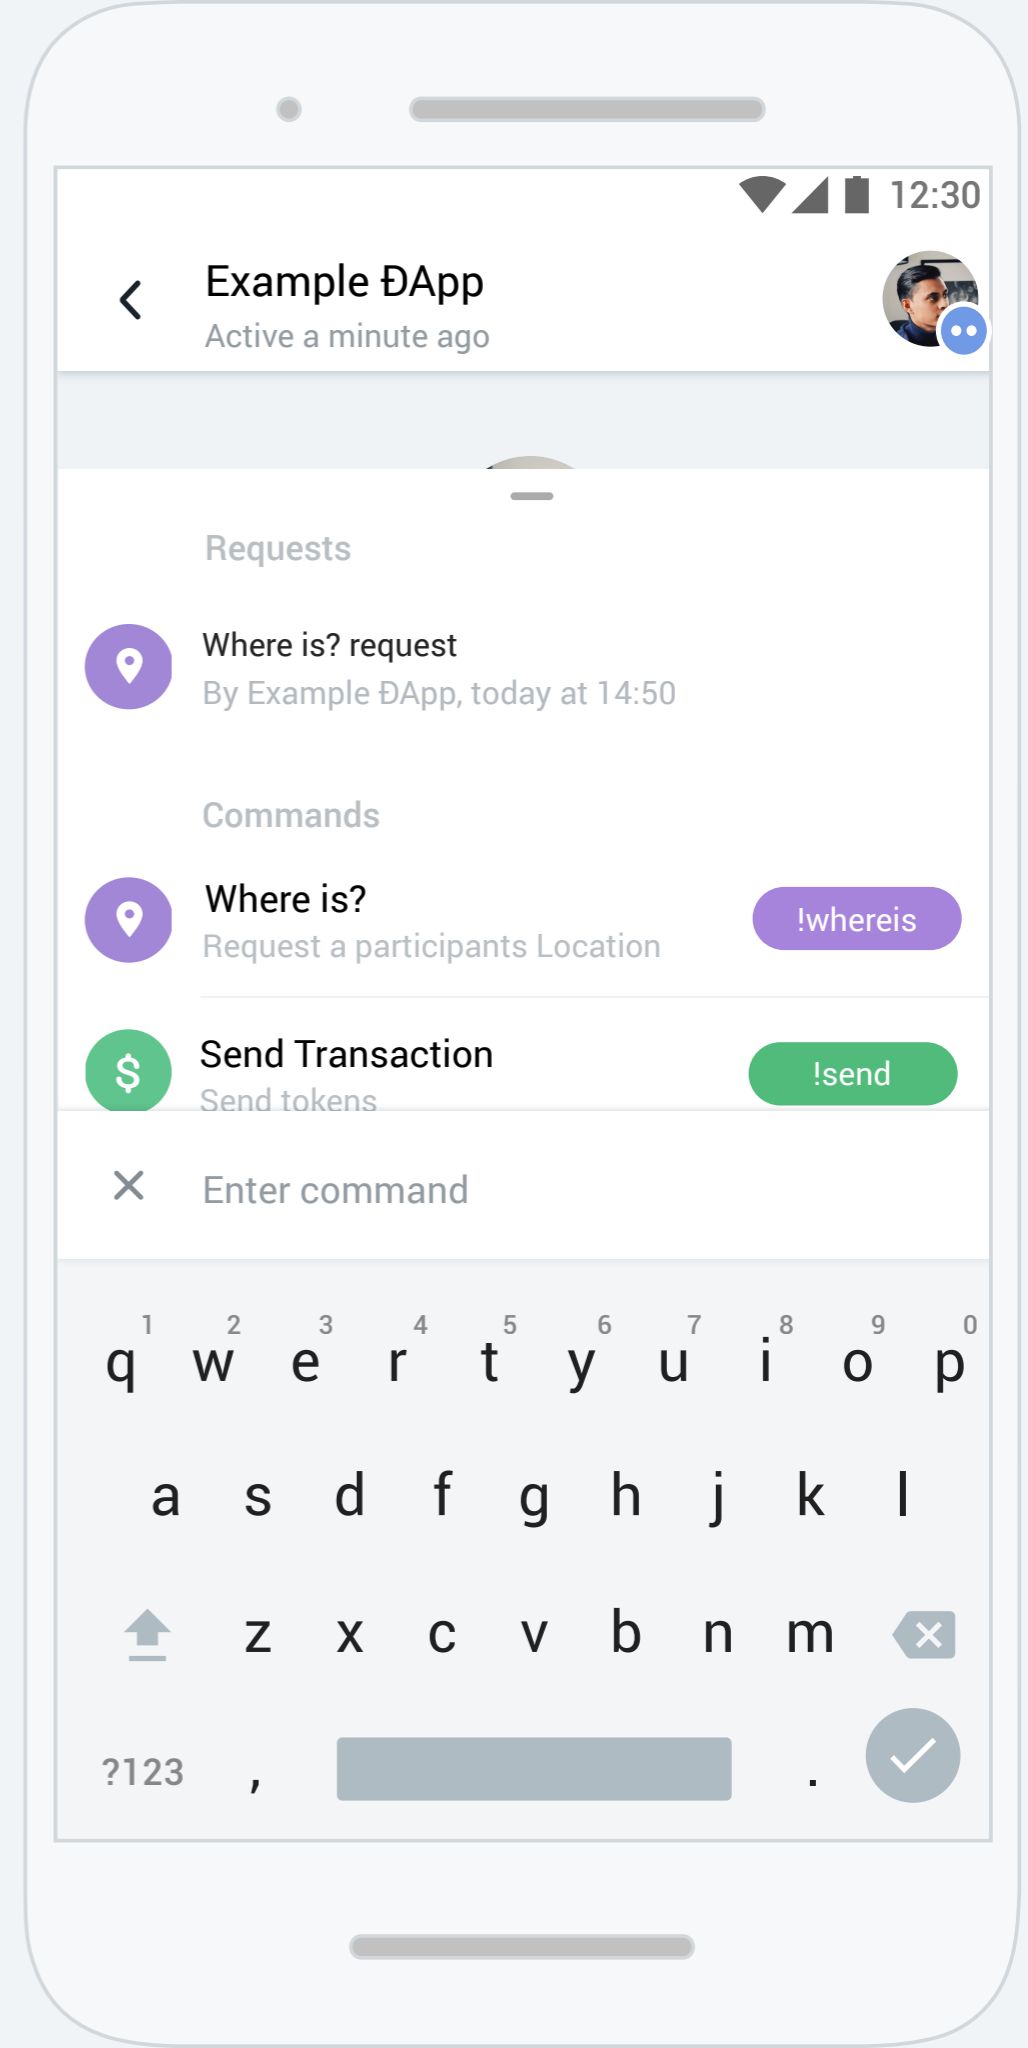 12:30
Example ĐApp
Active a minute ago
Requests
Where is? request
By Example ĐApp, today at 14:50
Commands
Where is?
!whereis
Request a participants Location
Send Transaction
!send
Send tokens
Enter command
1 2 3 4 5 6 7 8 9 0
q w e r t y u i o p
a s d f g h j k l
z x c v b n m
?123 , .